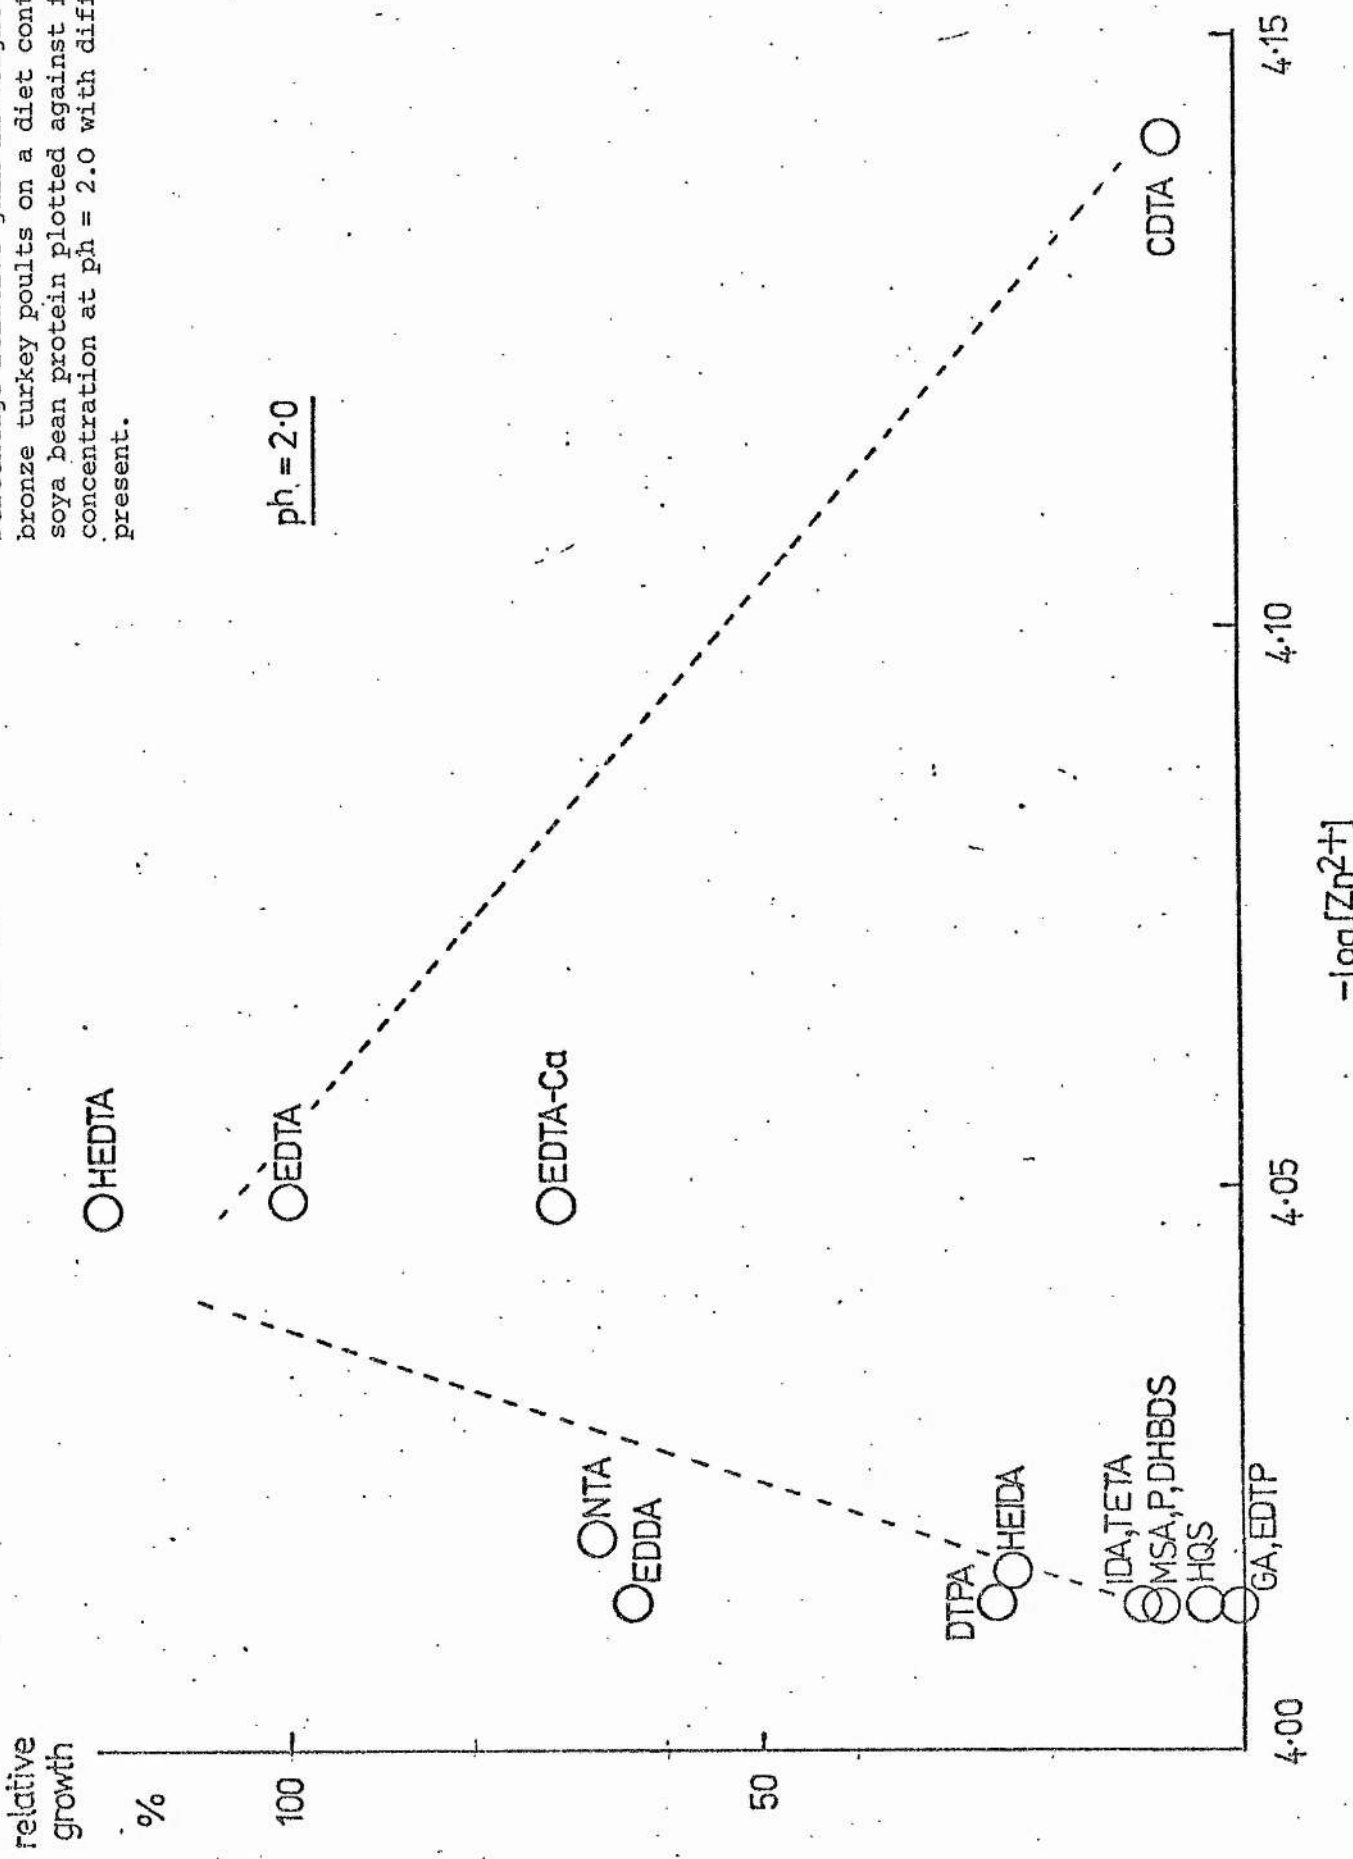 bronze turkey poults on a diet
soya bean protein plotted against
concentration at ph = 2.0 with
present.
ph = 2·0
relative
growth
%
100
50
HEDTA
EDTA
EDTA-Ca
NTA
EDDA
DTPA
HEIDA
IDA,TETA
MSA,P,DHBDS
HQS
GA,EDTP
CDTA
4·00
4·05
4·10
4·15
-log[Zn2+]